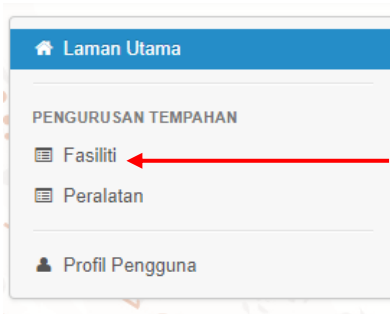 Laman Utama
PENGURUSAN TEMPAHAN
Fasiliti
Peralatan
Profil Pengguna